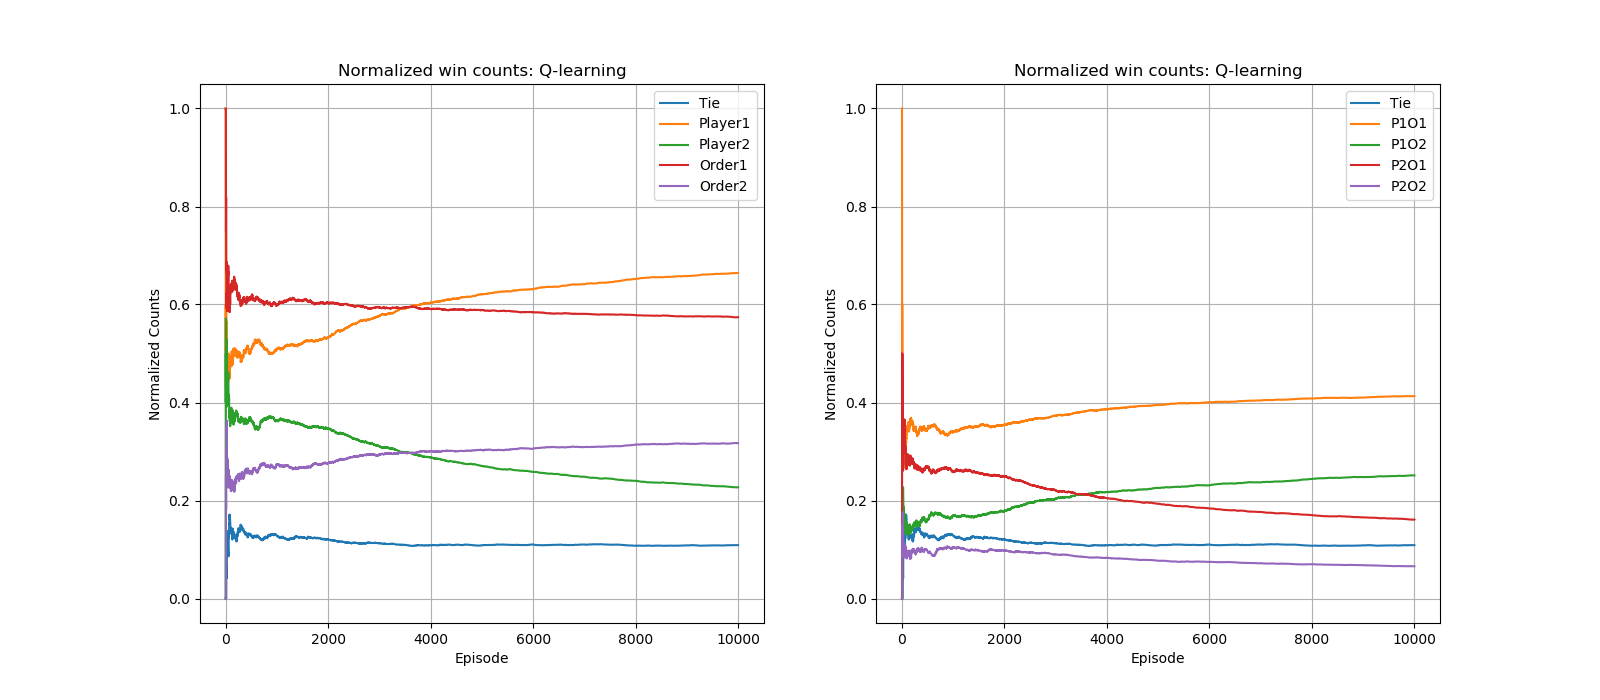 Normalized win counts: Q-learning
Normalized Counts
1.0
0.8
0.6
0.4
0.2
0.0
Tie
Player1
Player2
Order1
Order2
0 2000 4000 6000 8000 10000
Episode
Normalized win counts: Q-learning
Normalized Counts
1.0
0.8
0.6
0.4
0.2
0.0
Tie
P1O1
P1O2
P2O1
P2O2
0 2000 4000 6000 8000 10000
Episode